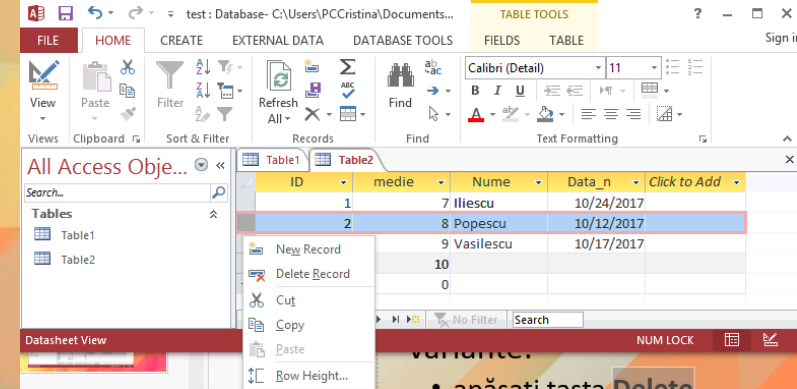 test : Database- C:\Users\PCCristina\Documents...
TABLE TOOLS
FILE HOME CREATE EXTERNAL DATA DATABASE TOOLS FIELDS TABLE Sign in
View Paste Filter Refresh All Find
Calibri (Detail) 11
B I U
Views Clipboard Sort & Filter Records Find Text Formatting
All Access Obje...
Search...
Tables
Table1
Table2
Table1 Table2
ID medie Nume Data_n Click to Add
1 7 Iliescu 10/24/2017
2 8 Popescu 10/12/2017
9 Vasilescu 10/17/2017
10
0
New Record
Delete Record
Cut
Copy
Paste
Row Height...
No Filter Search
Datasheet View NUM LOCK
variante:
• apăsați tasta Delete